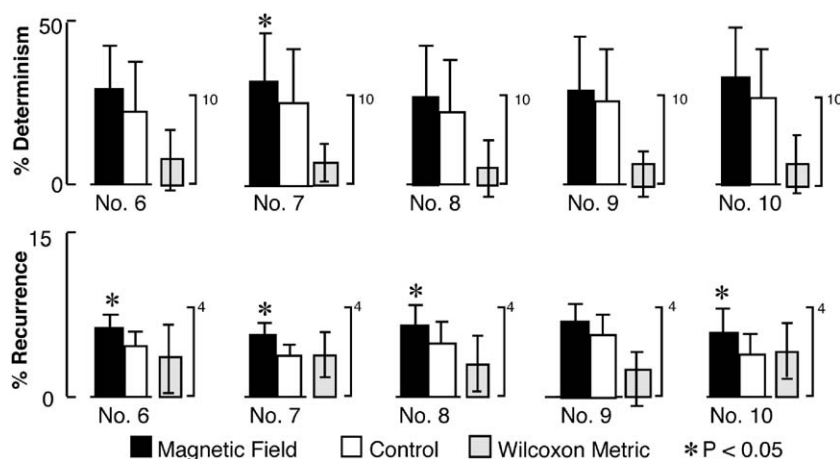 50
% Determinism
0
*
10 10 10 10 10
No. 6 No. 7 No. 8 No. 9 No. 10
15
% Recurrence
0
* * * *
4 4 4 4 4
No. 6 No. 7 No. 8 No. 9 No. 10
Magnetic Field Control Wilcoxon Metric * P < 0.05